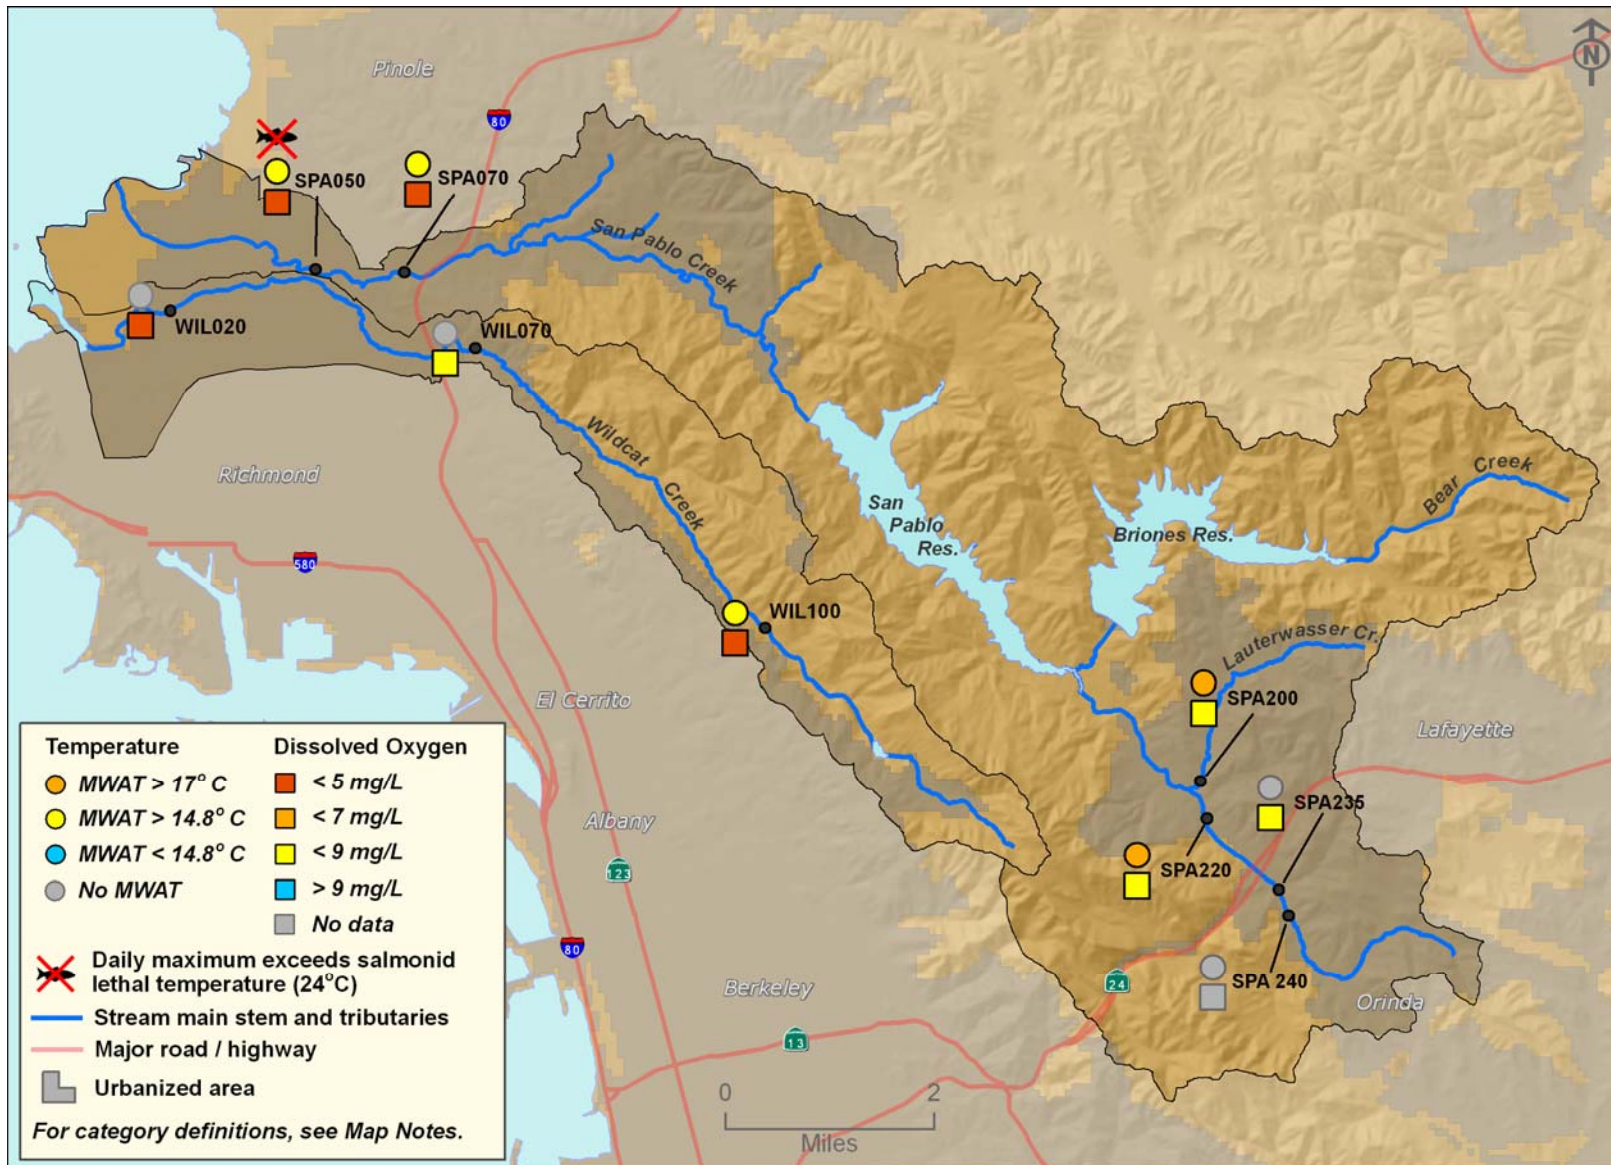 N
Pinole
80
SPA050
SPA070
San Pablo Creek
WIL020
WIL070
Richmond
Wildcat
Creek
San
Pablo
Res.
Briones Res.
Bear Creek
580
WIL100
Lauterwasser Cr.
El Cerrito
SPA200
Lafayette
SPA235
Albany
SPA220
123
80
Berkeley
24
SPA 240
Orinda
13
0 2
Miles
Temperature
MWAT > 17° C
MWAT > 14.8° C
MWAT < 14.8° C
No MWAT
Dissolved Oxygen
< 5 mg/L
< 7 mg/L
< 9 mg/L
> 9 mg/L
No data
Daily maximum exceeds salmonid
lethal temperature (24°C)
Stream main stem and tributaries
Major road / highway
Urbanized area
For category definitions, see Map Notes.